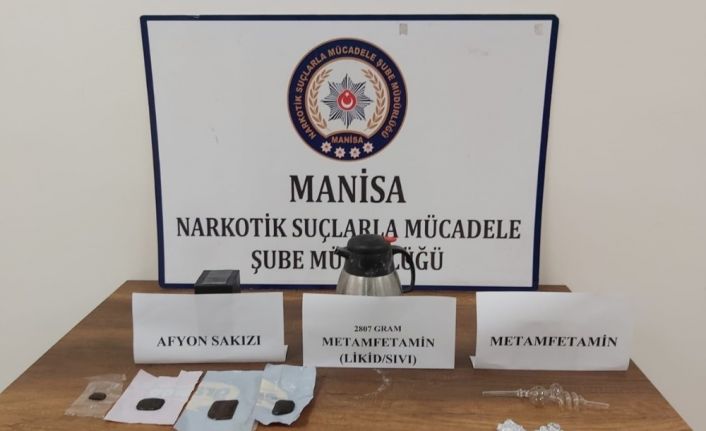 NARKOTİK SUÇLARLA MÜCADELE ŞUBE MÜDÜRLÜĞÜ
MANİSA
MANİSA
NARKOTİK SUÇLARLA MÜCADELE
ŞUBE
AFYON SAKIZI
2807 GRAM
METAMFETAMİN
(LİKİD/SIVI)
METAMFETAMİN